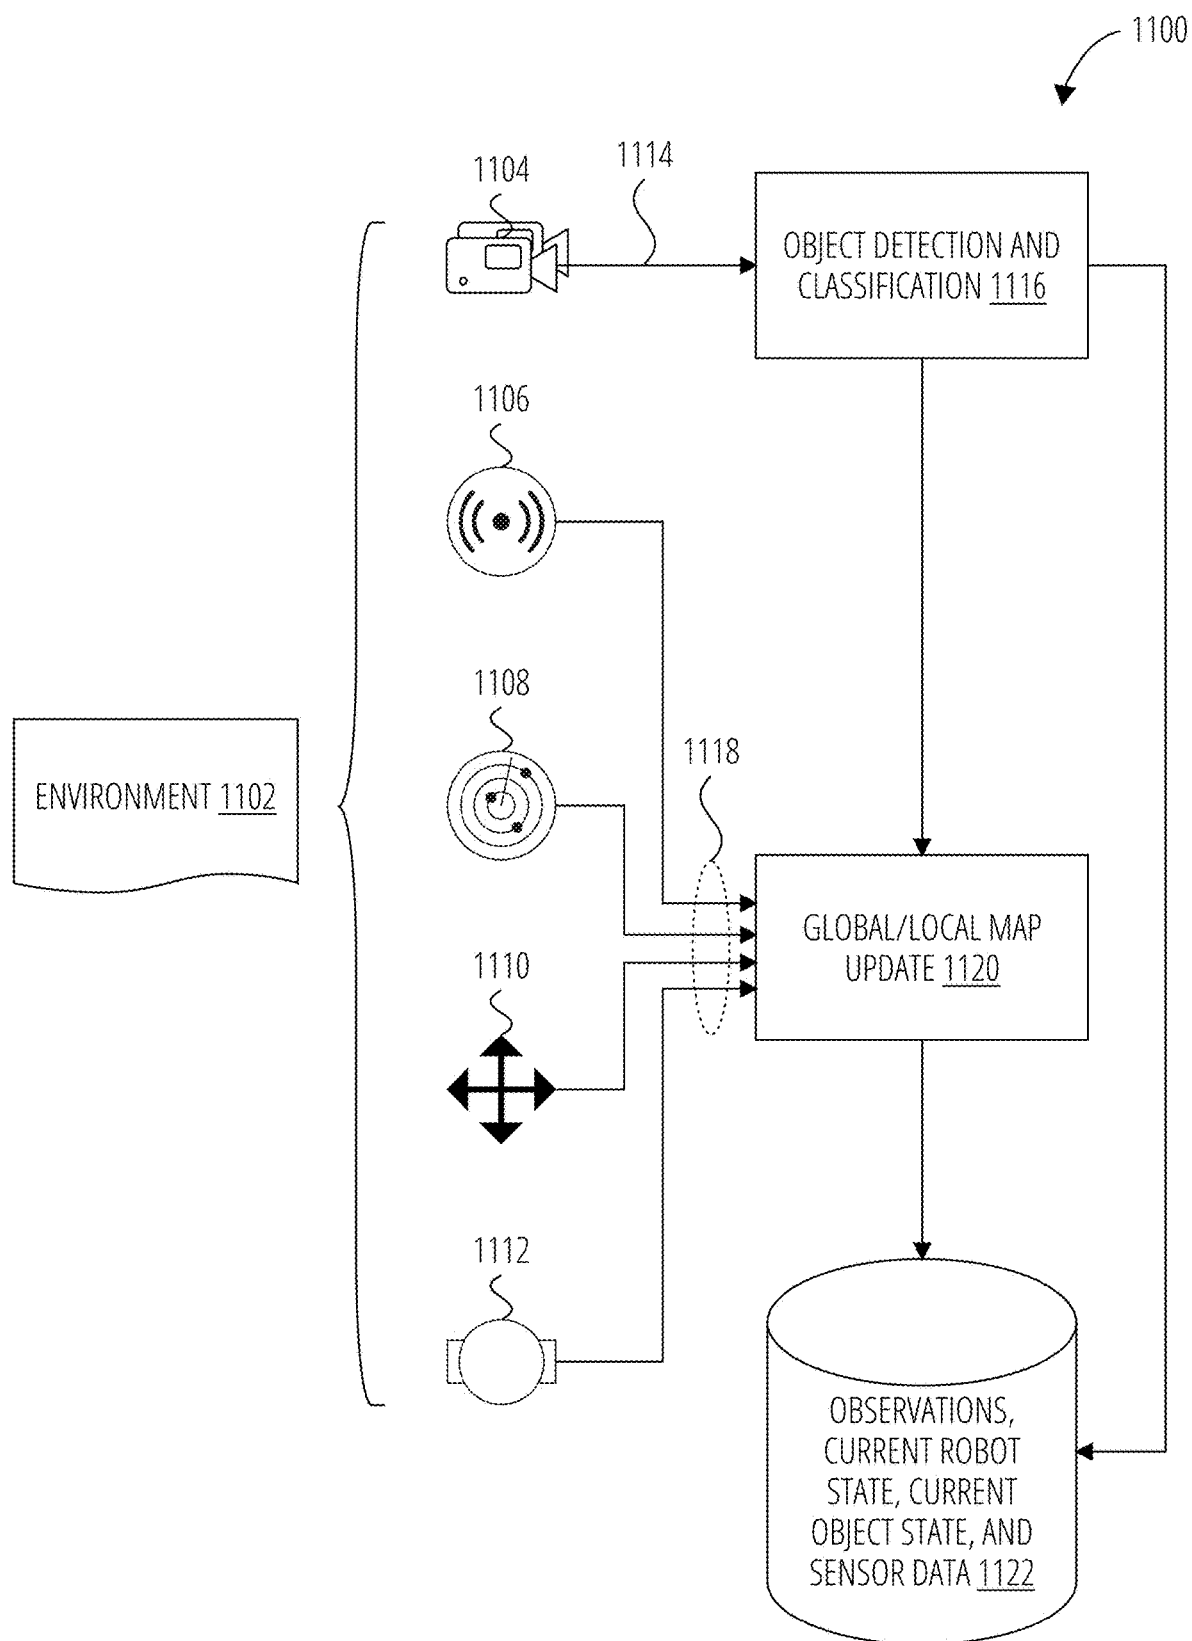 1100
1104
1114
OBJECT DETECTION AND
CLASSIFICATION 1116
1106
1108
1118
ENVIRONMENT 1102
GLOBAL/LOCAL MAP
UPDATE 1120
1110
1112
OBSERVATIONS,
CURRENT ROBOT
STATE, CURRENT
OBJECT STATE, AND
SENSOR DATA 1122